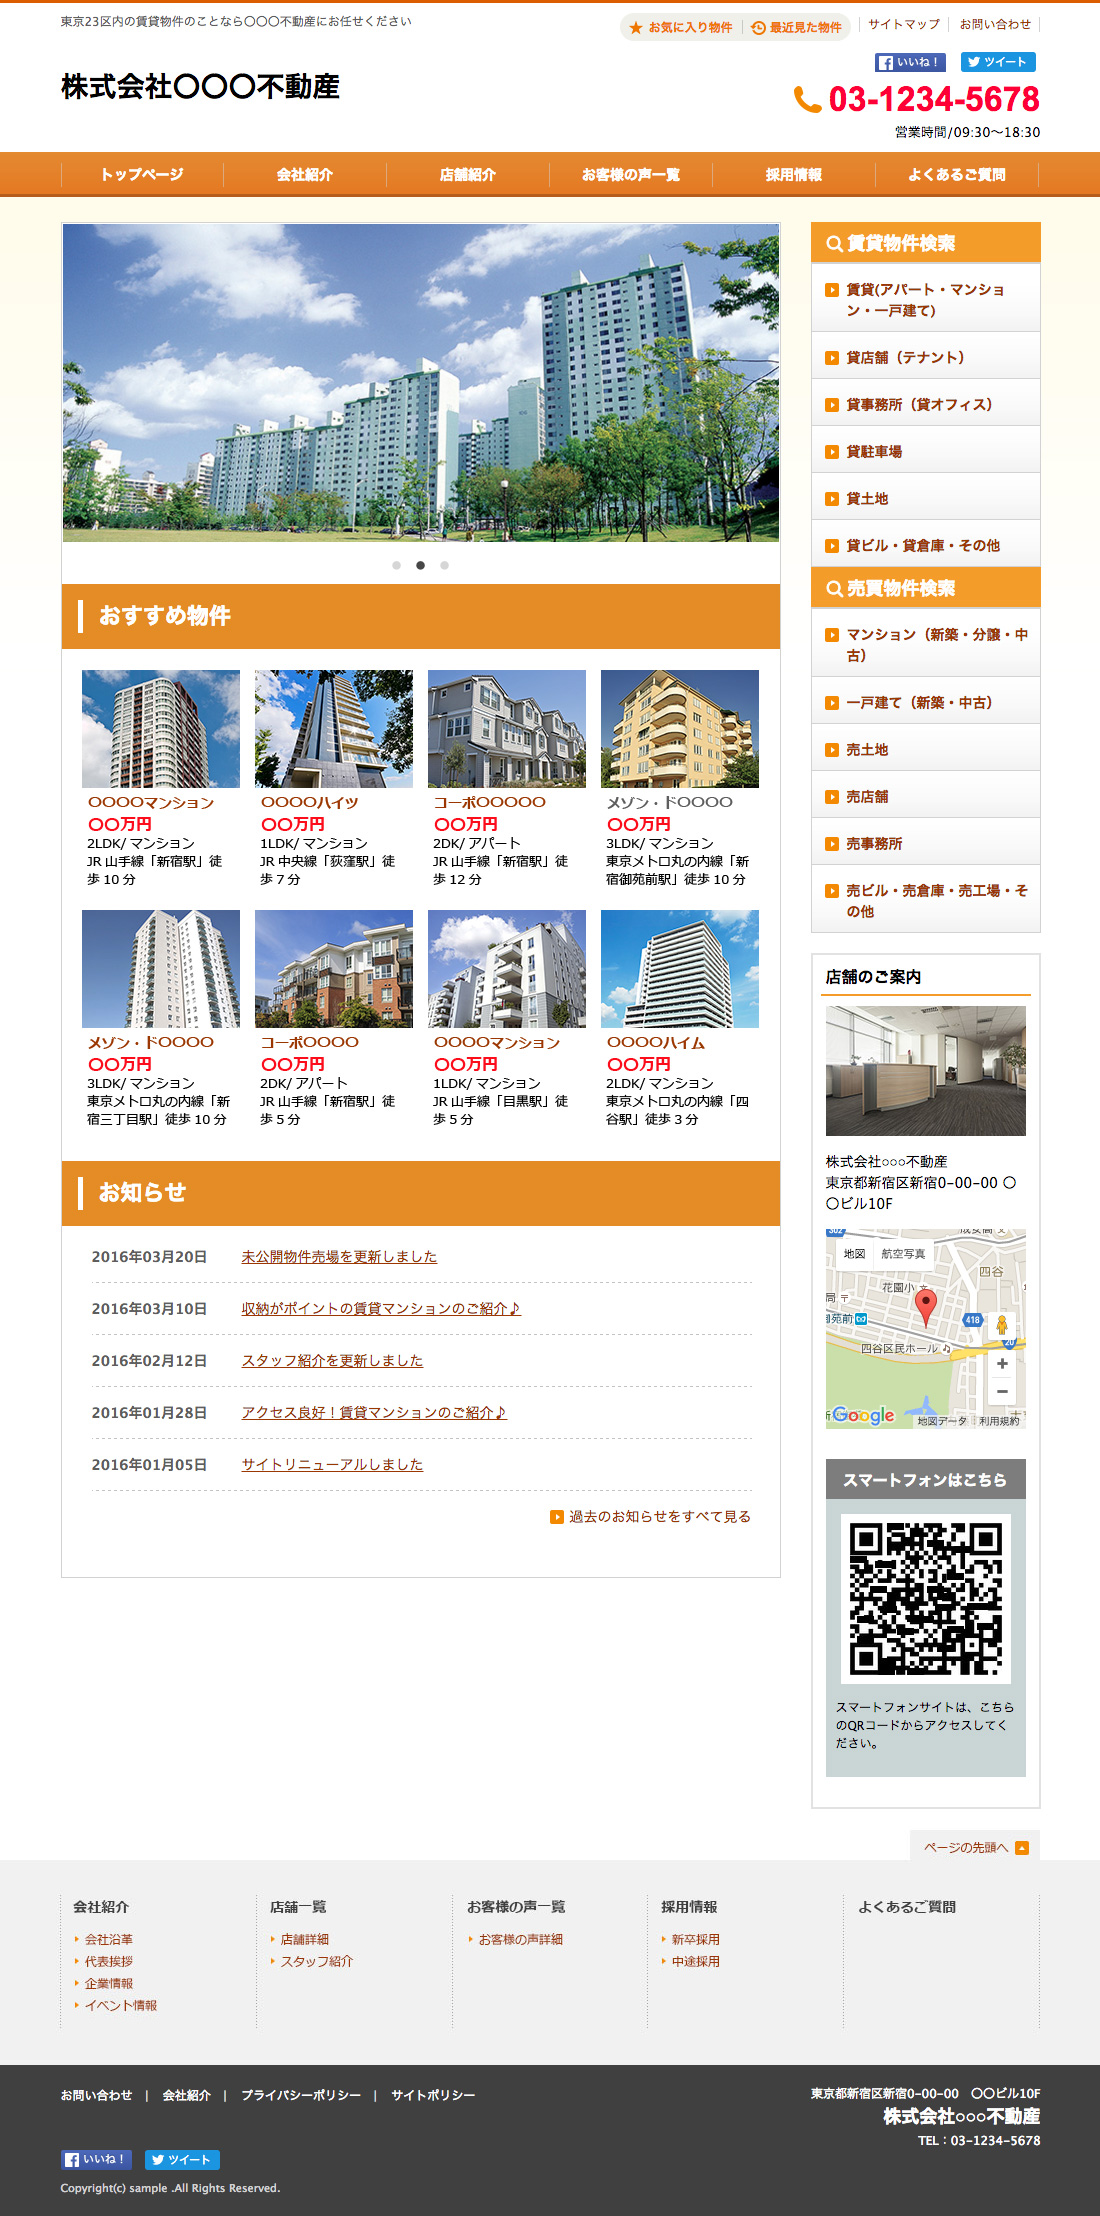 東京23区内の賃貸物件のことなら〇〇〇不動産にお任せください
お気に入り物件
最近見た物件
サイトマップ
お問い合わせ
いいね！
ツイート
株式会社〇〇〇不動産
03-1234-5678
営業時間/09:30〜18:30
トップページ
会社紹介
店舗紹介
お客様の声一覧
採用情報
よくあるご質問
おすすめ物件
〇〇〇〇マンション
〇〇万円
2LDK/ マンション
JR 山手線「新宿駅」徒
歩 10 分
〇〇〇〇ハイツ
〇〇万円
1LDK/ マンション
JR 中央線「荻窪駅」徒
歩 7 分
コーポ〇〇〇〇〇
〇〇万円
2DK/ アパート
JR 山手線「新宿駅」徒
歩 12 分
メゾン・ド〇〇〇〇
〇〇万円
3LDK/ マンション
東京メトロ丸の内線「新
宿御苑前駅」徒歩 10 分
メゾン・ド〇〇〇〇
〇〇万円
3LDK/ マンション
東京メトロ丸の内線「新
宿三丁目駅」徒歩 10 分
コーポ〇〇〇〇
〇〇万円
2DK/ アパート
JR 山手線「新宿駅」徒
歩 5 分
〇〇〇〇マンション
〇〇万円
1LDK/ マンション
JR 山手線「目黒駅」徒
歩 5 分
〇〇〇〇ハイム
〇〇万円
2LDK/ マンション
東京メトロ丸の内線「四
谷駅」徒歩 3 分
お知らせ
2016年03月20日 未公開物件売場を更新しました
2016年03月10日 収納がポイントの賃貸マンションのご紹介♪
2016年02月12日 スタッフ紹介を更新しました
2016年01月28日 アクセス良好！賃貸マンションのご紹介♪
2016年01月05日 サイトリニューアルしました
過去のお知らせをすべて見る
賃貸物件検索
賃貸(アパート・マンショ
ン・一戸建て)
貸店舗（テナント）
貸事務所（貸オフィス）
貸駐車場
貸土地
貸ビル・貸倉庫・その他
売買物件検索
マンション（新築・分譲・中
古）
一戸建て（新築・中古）
売土地
売店舗
売事務所
売ビル・売倉庫・売工場・そ
の他
店舗のご案内
株式会社○○○不動産
東京都新宿区新宿0-00-00 〇
〇ビル10F
地図
航空写真
四谷
花園小
418
四谷区民ホール
Google
地図データ
利用規約
スマートフォンはこちら
スマートフォンサイトは、こちら
のQRコードからアクセスしてく
ださい。
ページの先頭へ
会社紹介
会社沿革
代表挨拶
企業情報
イベント情報
店舗一覧
店舗詳細
スタッフ紹介
お客様の声一覧
お客様の声詳細
採用情報
新卒採用
中途採用
よくあるご質問
お問い合わせ | 会社紹介 | プライバシーポリシー | サイトポリシー
東京都新宿区新宿0-00-00 〇〇ビル10F
株式会社○○○不動産
TEL：03-1234-5678
いいね！
ツイート
Copyright(c) sample .All Rights Reserved.